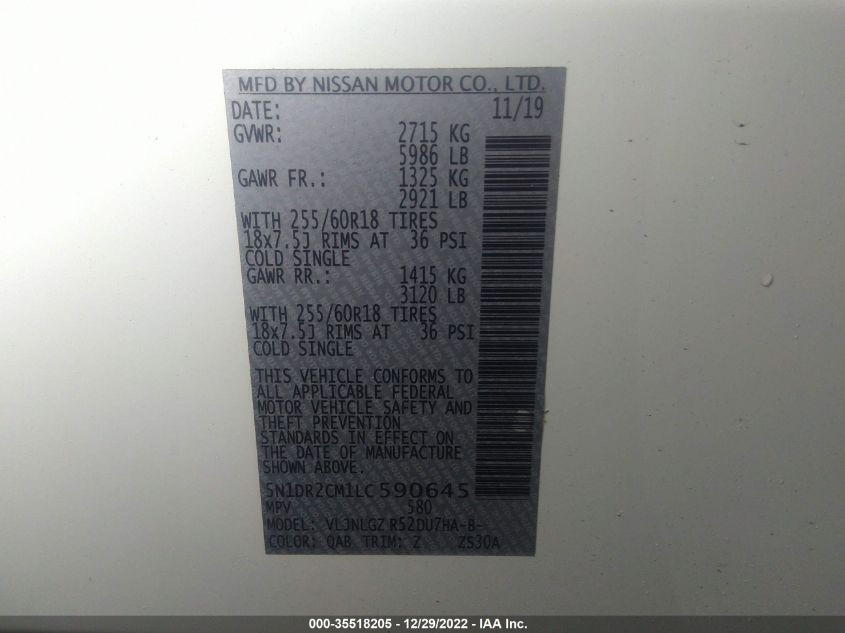 MFD BY NISSAN MOTOR CO., LTD.
DATE: 11/19
GVWR: 2715 KG
5986 LB
GAWR FR.: 1325 KG
2921 LB
WITH 255/60R18 TIRES
18x7.5J RIMS AT 36 PSI
COLD SINGLE
GAWR RR.: 1415 KG
3120 LB
WITH 255/60R18 TIRES
18x7.5J RIMS AT 36 PSI
COLD SINGLE
THIS VEHICLE CONFORMS TO
ALL APPLICABLE FEDERAL
MOTOR VEHICLE SAFETY AND
THEFT PREVENTION
STANDARDS IN EFFECT ON
THE DATE OF MANUFACTURE
SHOWN ABOVE.
5N1DR2CM1LC590645
MPV 580
MODEL: VLJNLGZ R52DU7HA-B-
COLOR: QAB TRIM: Z ZS30A
000-35518205 - 12/29/2022 - IAA Inc.